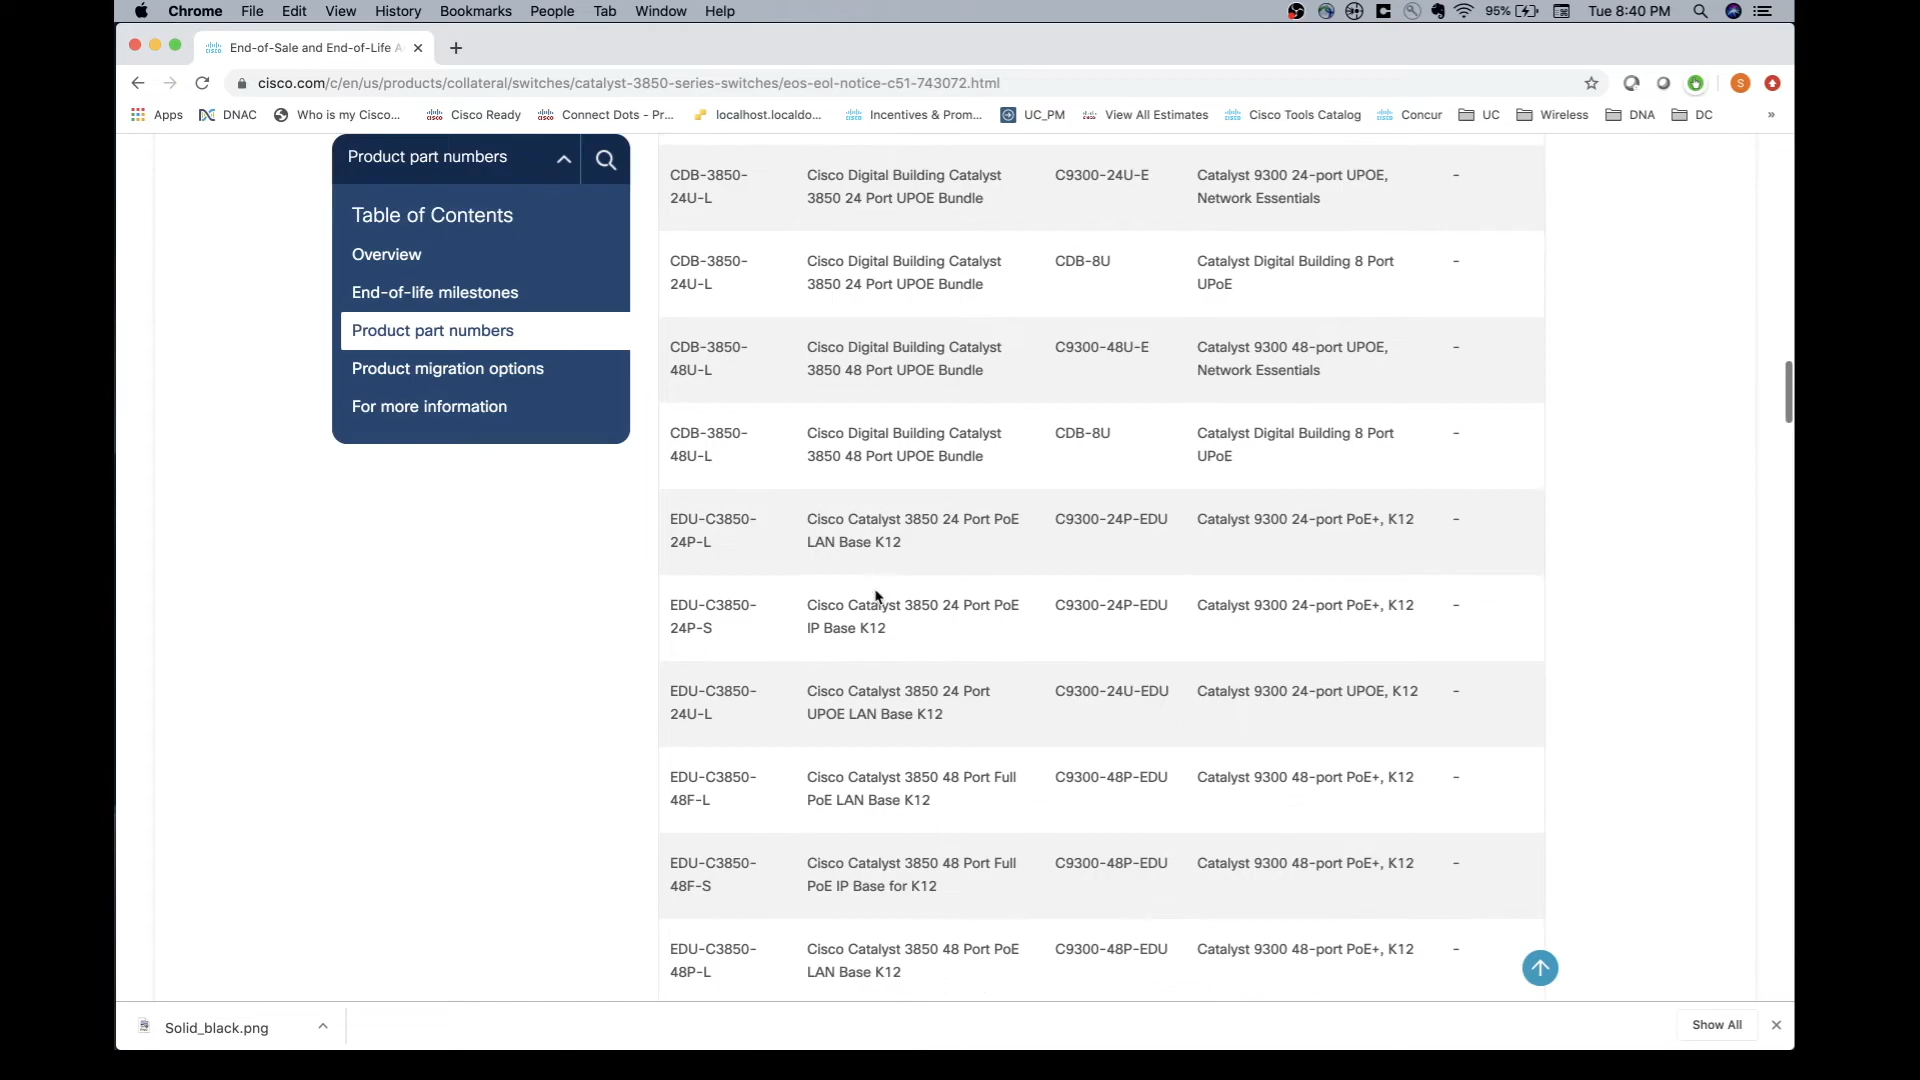 Chrome File Edit View History Bookmarks People Tab Window Help 95% Tue 8:40 PM
End-of-Sale and End-of-Life A
cisco.com/c/en/us/products/collateral/switches/catalyst-3850-series-switches/eos-eol-notice-c51-743072.html S
Apps DNAC Who is my Cisco... Cisco Ready Connect Dots - Pr... localhost.localdo... Incentives & Prom... UC_PM View All Estimates Cisco Tools Catalog Concur UC Wireless DNA DC »
Product part numbers
Table of Contents
Overview
End-of-life milestones
Product part numbers
Product migration options
For more information
CDB-3850- Cisco Digital Building Catalyst C9300-24U-E Catalyst 9300 24-port UPOE, -
24U-L 3850 24 Port UPOE Bundle Network Essentials
CDB-3850- Cisco Digital Building Catalyst CDB-8U Catalyst Digital Building 8 Port -
24U-L 3850 24 Port UPOE Bundle UPoE
CDB-3850- Cisco Digital Building Catalyst C9300-48U-E Catalyst 9300 48-port UPOE, -
48U-L 3850 48 Port UPOE Bundle Network Essentials
CDB-3850- Cisco Digital Building Catalyst CDB-8U Catalyst Digital Building 8 Port -
48U-L 3850 48 Port UPOE Bundle UPoE
EDU-C3850- Cisco Catalyst 3850 24 Port PoE C9300-24P-EDU Catalyst 9300 24-port PoE+, K12 -
24P-L LAN Base K12
EDU-C3850- Cisco Catalyst 3850 24 Port PoE C9300-24P-EDU Catalyst 9300 24-port PoE+, K12 -
24P-S IP Base K12
EDU-C3850- Cisco Catalyst 3850 24 Port C9300-24U-EDU Catalyst 9300 24-port UPOE, K12 -
24U-L UPOE LAN Base K12
EDU-C3850- Cisco Catalyst 3850 48 Port Full C9300-48P-EDU Catalyst 9300 48-port PoE+, K12 -
48F-L PoE LAN Base K12
EDU-C3850- Cisco Catalyst 3850 48 Port Full C9300-48P-EDU Catalyst 9300 48-port PoE+, K12 -
48F-S PoE IP Base for K12
EDU-C3850- Cisco Catalyst 3850 48 Port PoE C9300-48P-EDU Catalyst 9300 48-port PoE+, K12 -
48P-L LAN Base K12
Solid_black.png Show All